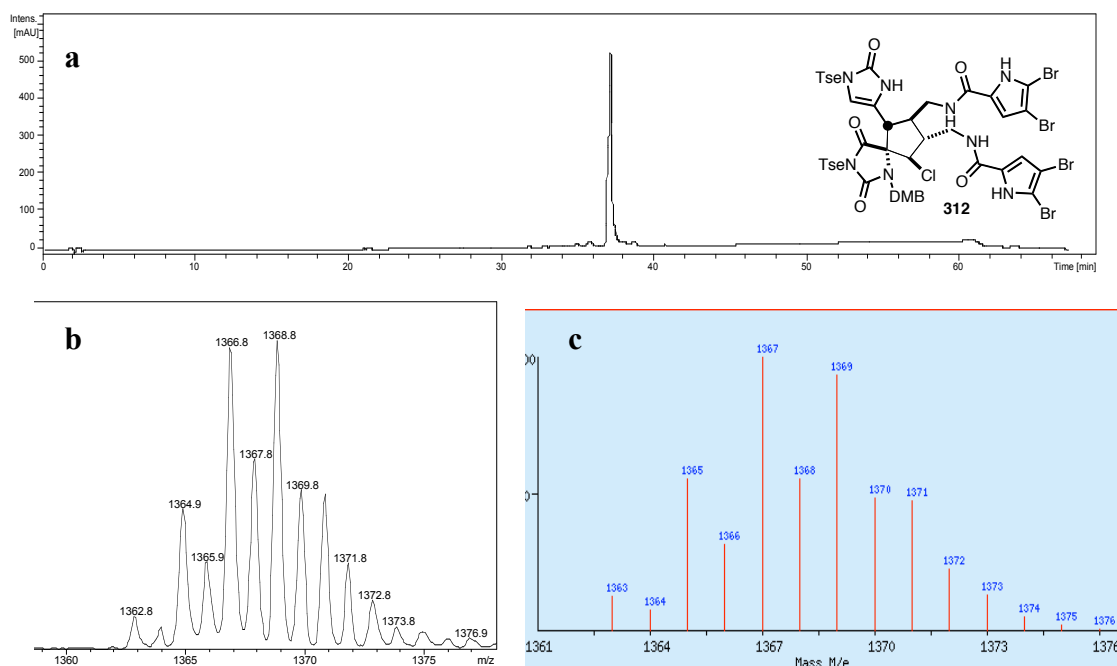 Intens.
[mAU]
a
500
400
300
200
100
0
0
10
20
30
40
50
60
Time [min]
O
TseN
NH
O
N
H
H
N
Br
Br
O
TseN
N
O
DMB
Cl
NH
O
HN
Br
Br
312
b
1362.8
1364.9
1365.9
1366.8
1367.8
1368.8
1369.8
1371.8
1372.8
1373.8
1376.9
1360
1365
1370
1375
m/z
c
00
0
1363
1364
1365
1366
1367
1368
1369
1370
1371
1372
1373
1374
1375
1376
1361
1364
1367
1370
1373
1376
Mass M/e